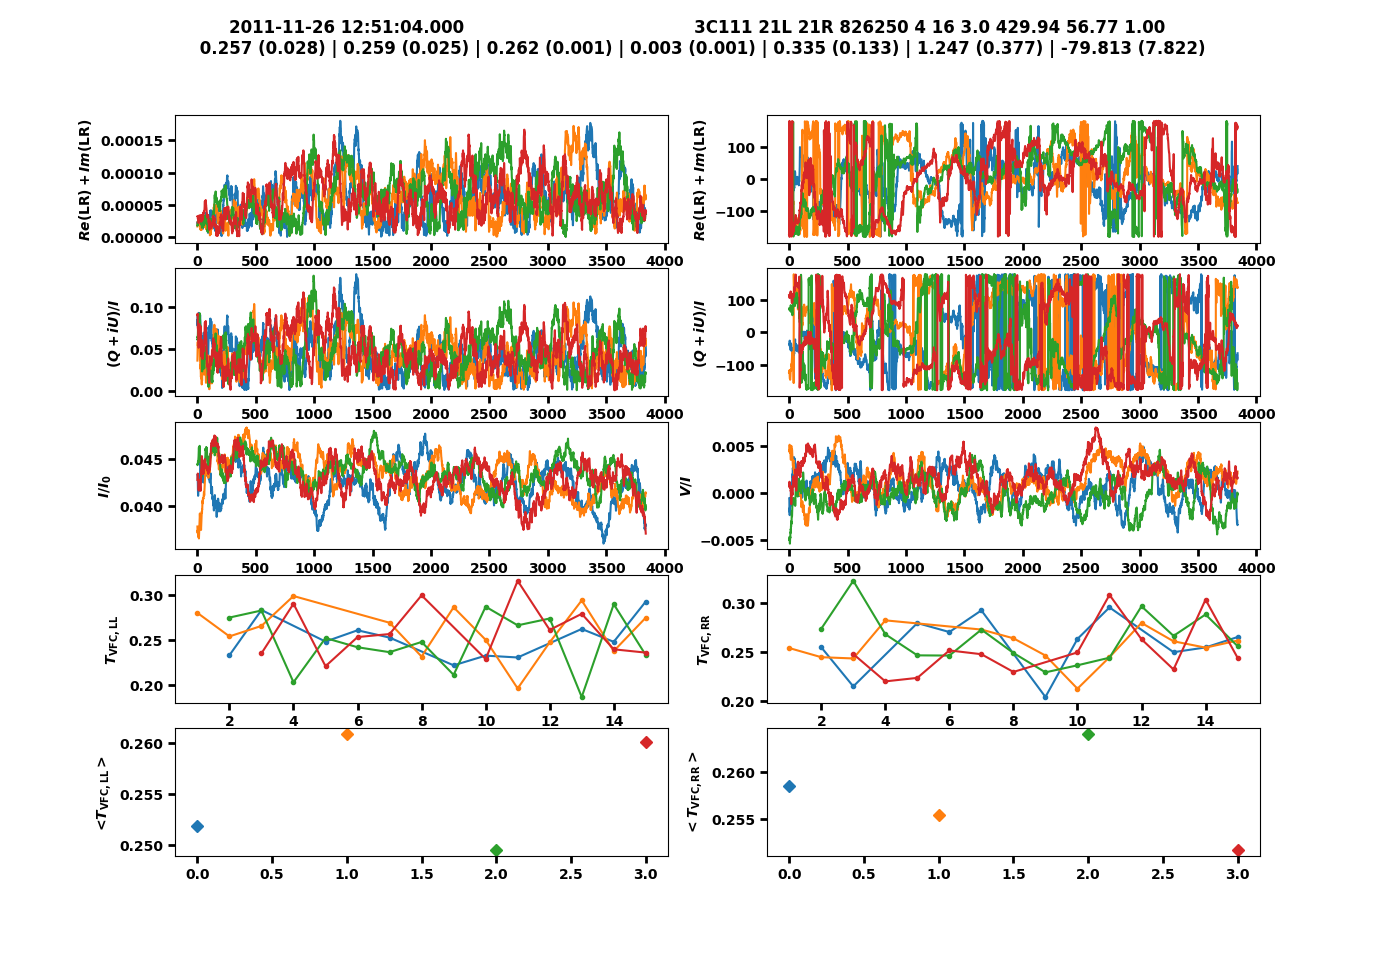 2011-11-26 12:51:04.000 3C111 21L 21R 826250 4 16 3.0 429.94 56.77 1.00
0.257 (0.028) | 0.259 (0.025) | 0.262 (0.001) | 0.003 (0.001) | 0.335 (0.133) | 1.247 (0.377) | -79.813 (7.822)
Re(LR) + Im(LR)
0.00015
0.00010
0.00005
0.00000
0 500 1000 1500 2000 2500 3000 3500 4000
Re(LR) + Im(LR)
100
0
−100
0 500 1000 1500 2000 2500 3000 3500 4000
(Q + iU)/I
0.10
0.05
0.00
0 500 1000 1500 2000 2500 3000 3500 4000
(Q + iU)/I
100
0
−100
0 500 1000 1500 2000 2500 3000 3500 4000
I/I0
0.045
0.040
0 500 1000 1500 2000 2500 3000 3500 4000
V/I
0.005
0.000
−0.005
0 500 1000 1500 2000 2500 3000 3500 4000
TVFC, LL
0.30
0.25
0.20
2 4 6 8 10 12 14
TVFC, RR
0.30
0.25
0.20
2 4 6 8 10 12 14
<TVFC, LL >
0.260
0.255
0.250
0.0 0.5 1.0 1.5 2.0 2.5 3.0
< TVFC, RR >
0.260
0.255
0.0 0.5 1.0 1.5 2.0 2.5 3.0